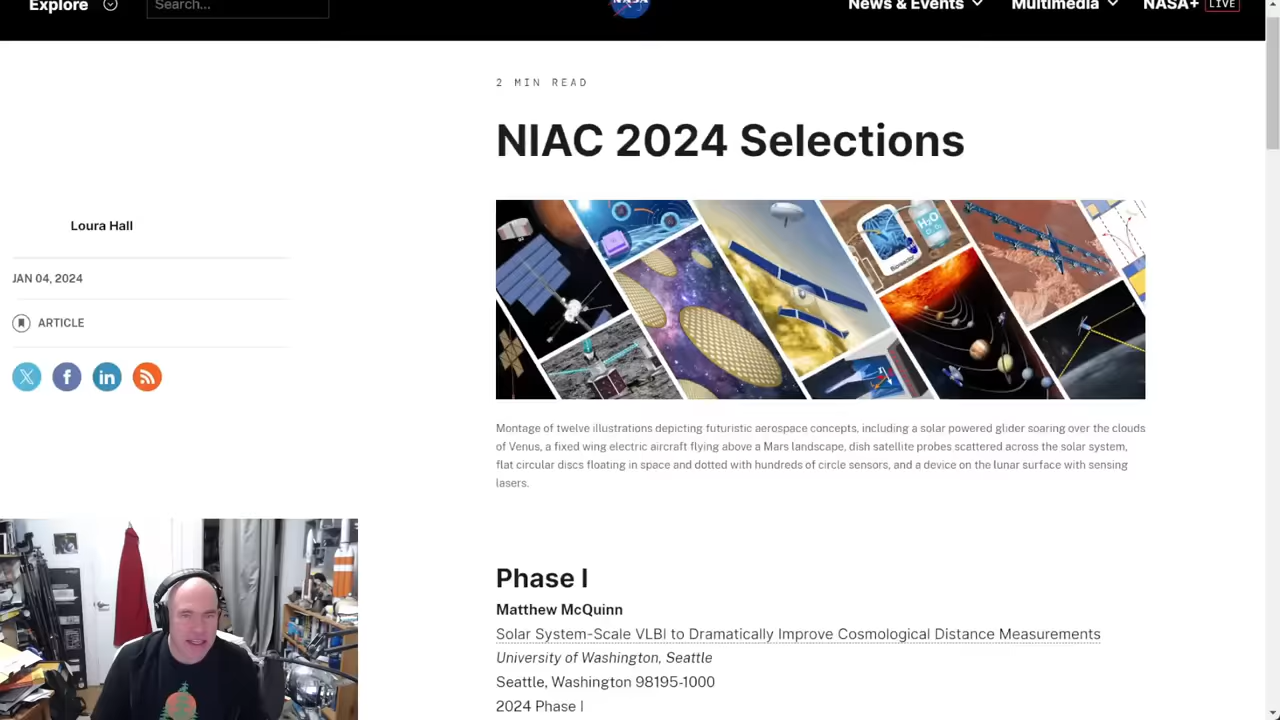 Explore
Search...
NASA
News & Events
Multimedia
NASA+ LIVE
2 MIN READ
NIAC 2024 Selections
Loura Hall
JAN 04, 2024
ARTICLE
Bioreactor
H₂O
Montage of twelve illustrations depicting futuristic aerospace concepts, including a solar powered glider soaring over the clouds
of Venus, a fixed wing electric aircraft flying above a Mars landscape, dish satellite probes scattered across the solar system,
flat circular discs floating in space and dotted with hundreds of circle sensors, and a device on the lunar surface with sensing
lasers.
Phase I
Matthew McQuinn
Solar System-Scale VLBI to Dramatically Improve Cosmological Distance Measurements
University of Washington, Seattle
Seattle, Washington 98195-1000
2024 Phase I